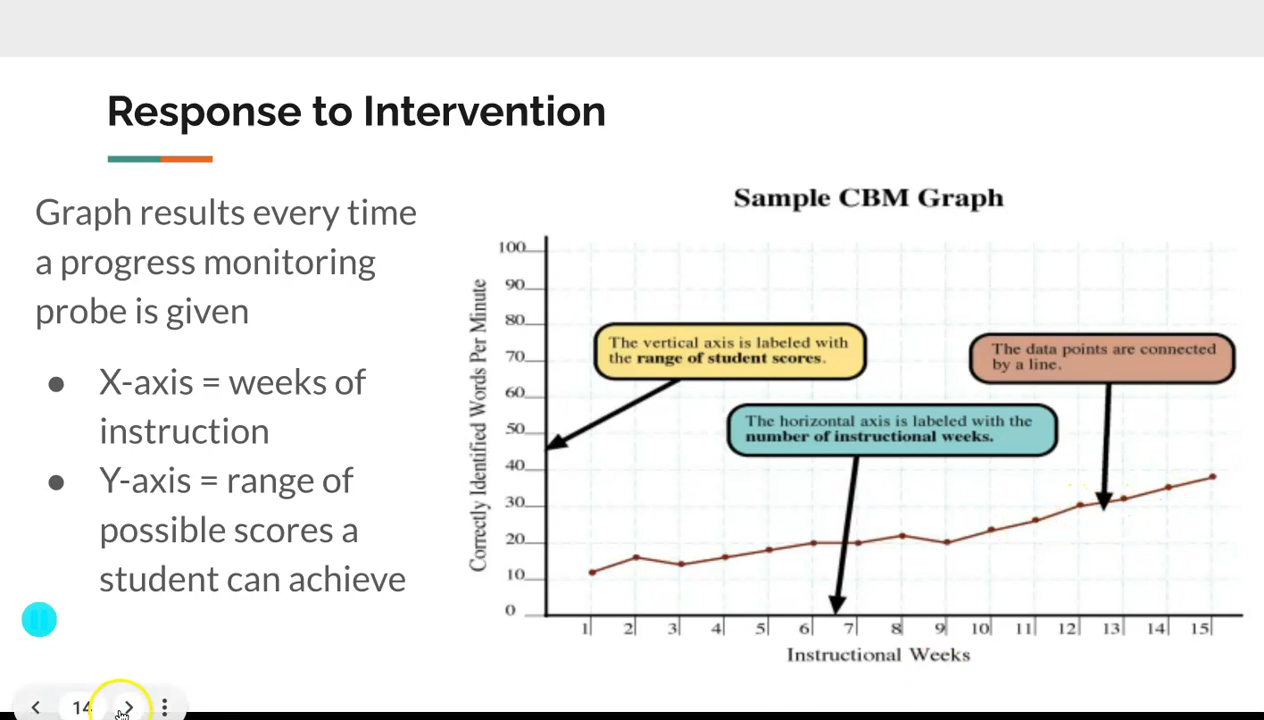 Response to Intervention
Graph results every time
a progress monitoring
probe is given
● X-axis = weeks of
instruction
● Y-axis = range of
possible scores a
student can achieve
Sample CBM Graph
Correctly Identified Words Per Minute
100
90
80
70
60
50
40
30
20
10
0
The vertical axis is labeled with
the range of student scores.
The data points are connected
by a line.
The horizontal axis is labeled with the
number of instructional weeks.
1 2 3 4 5 6 7 8 9 10 11 12 13 14 15
Instructional Weeks
14